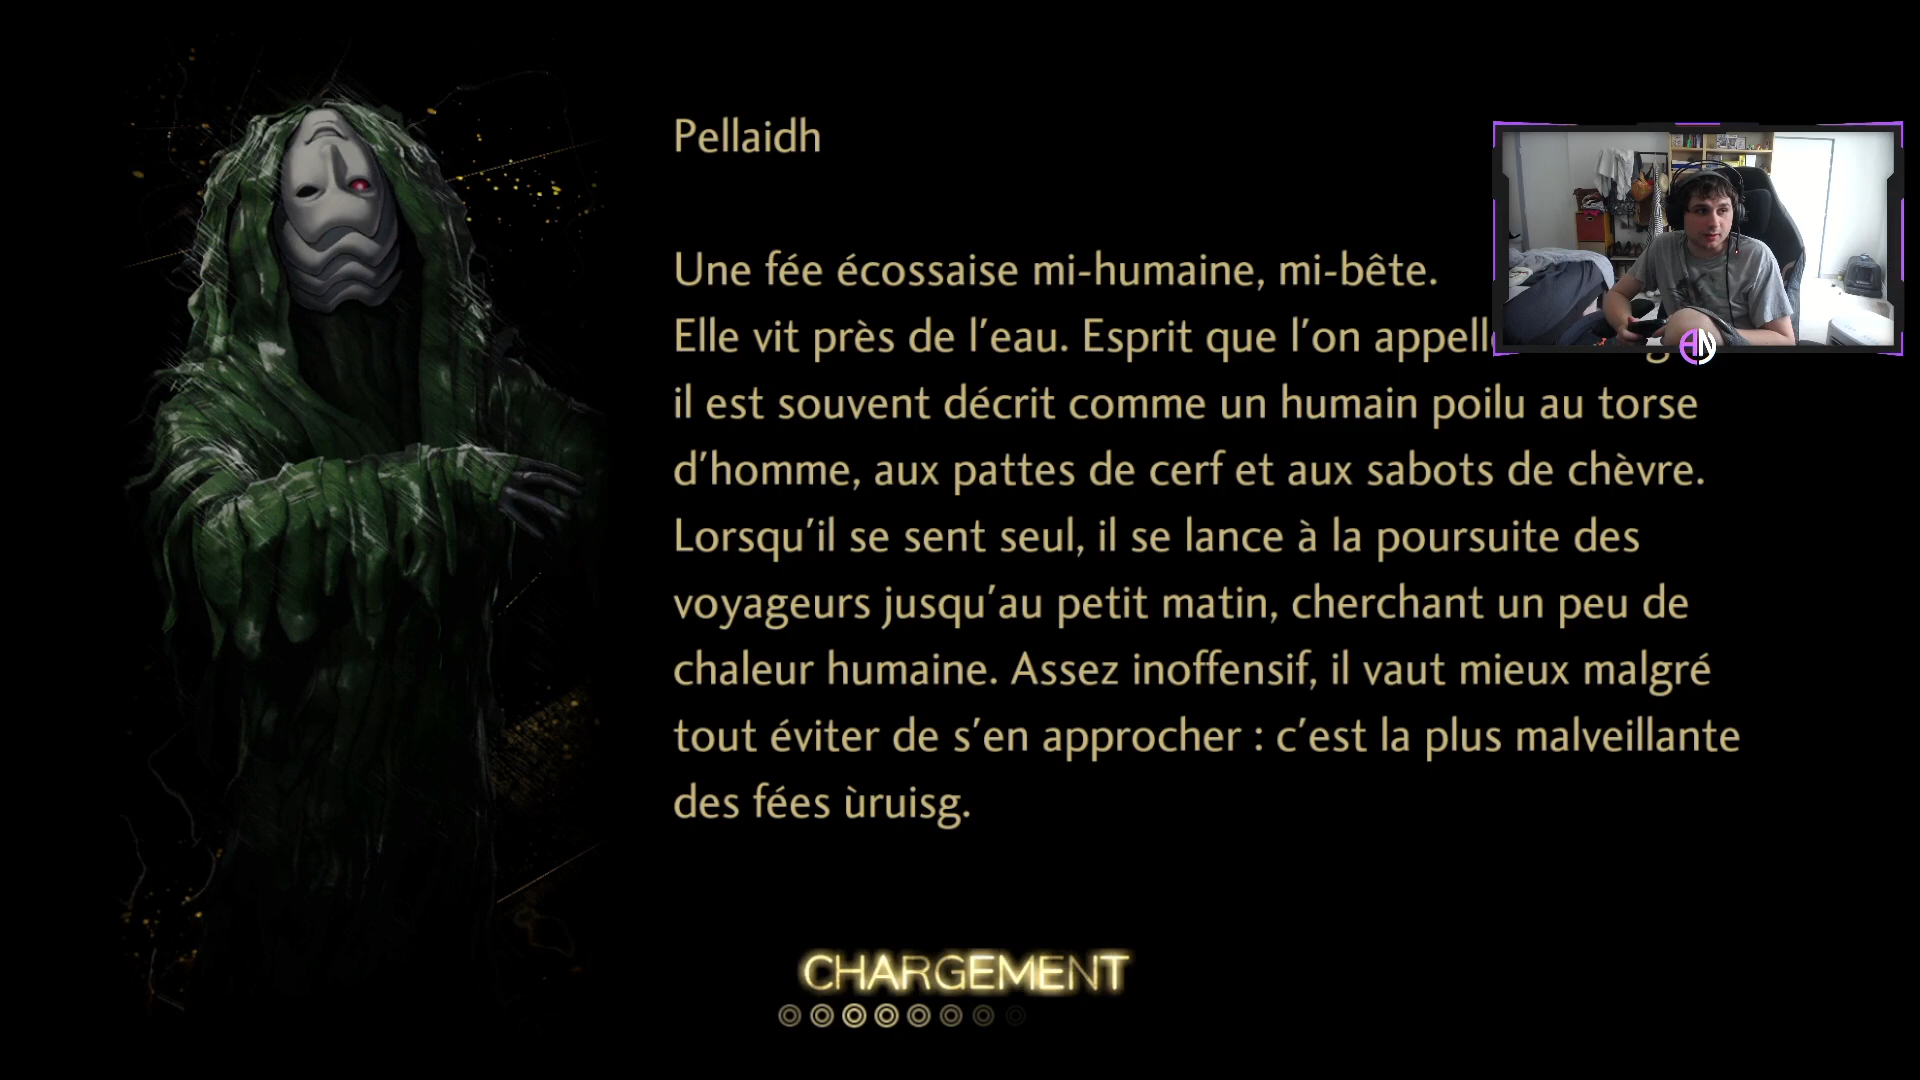 Pellaidh
Une fée écossaise mi-humaine, mi-bête.
Elle vit près de l'eau. Esprit que l'on
il est souvent décrit comme un humain poilu au torse
d'homme, aux pattes de cerf et aux sabots de chèvre.
Lorsqu'il se sent seul, il se lance à la poursuite des
voyageurs jusqu'au petit matin, cherchant un peu de
chaleur humaine. Assez inoffensif, il vaut mieux malgré
tout éviter de s'en approcher : c'est la plus malveillante
des fées ùruisg.
CHARGEMENT
AN